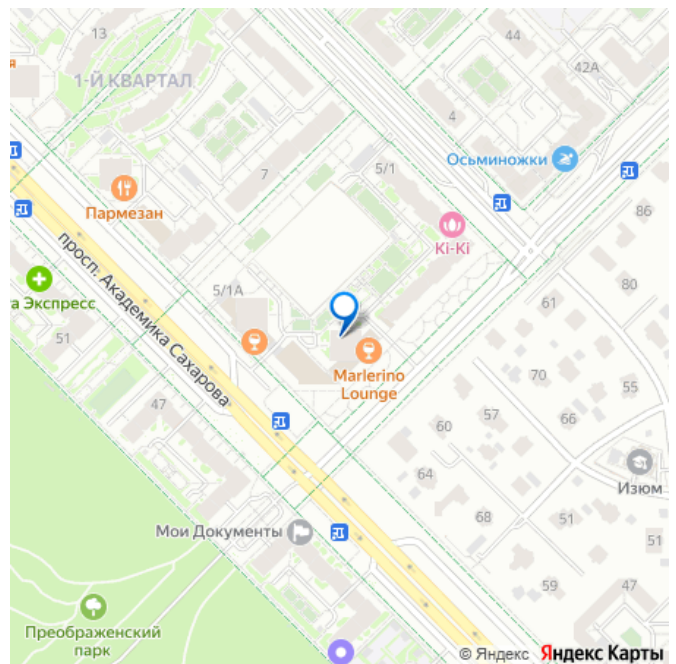 13
44
1-Й КВАРТАЛ
я
42А
4
Осьминожки
7
5/1
Пармезан
86
Ki-Ki
просп. Академика Сахарова
80
а Экспресс
5/1А
61
51
Marlerino
Lounge
70
55
47
57
66
60
64
Изюм
68
51
Мои Документы
51
59
47
Преображенский
парк
© Яндекс Яндекс Карты